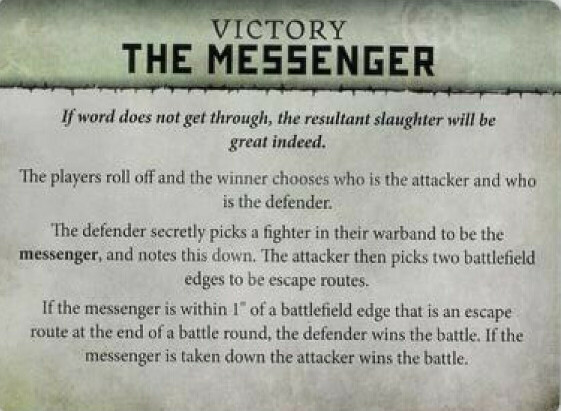 VICTORY
THE MESSENGER
If word does not get through, the resultant slaughter will be
great indeed.
The players roll off and the winner chooses who is the attacker and who
is the defender.
The defender secretly picks a fighter in their warband to be the
messenger, and notes this down. The attacker then picks two battlefield
edges to be escape routes.
If the messenger is within 1" of a battlefield edge that is an escape
route at the end of a battle round, the defender wins the battle. If the
messenger is taken down the attacker wins the battle.